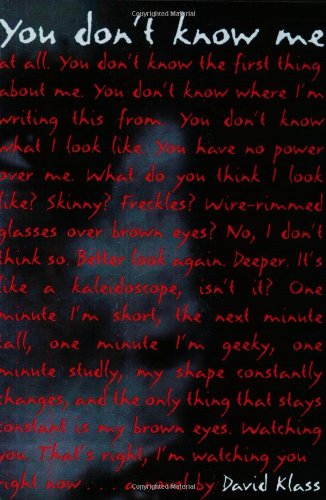 Copyrighted Material
You don't know me
at all. You don't know the first thing
about me. You don't know where I'm
writing this from. You don't know
what I look like. You have no power
over me. What do you think I look
like? Skinny? Freckles? Wire-rimmed
glasses over brown eyes? No, I don't
think so. Better look again. Deeper. It's
like a kaleidoscope, isn't it? One
minute I'm short, the next minute
tall, one minute I'm geeky, one
minute studly, my shape constantly
changes, and the only thing that stays
constant is my brown eyes. Watching
you. That's right, I'm watching you
right now . . . a novel by David Klass
Copyrighted Material